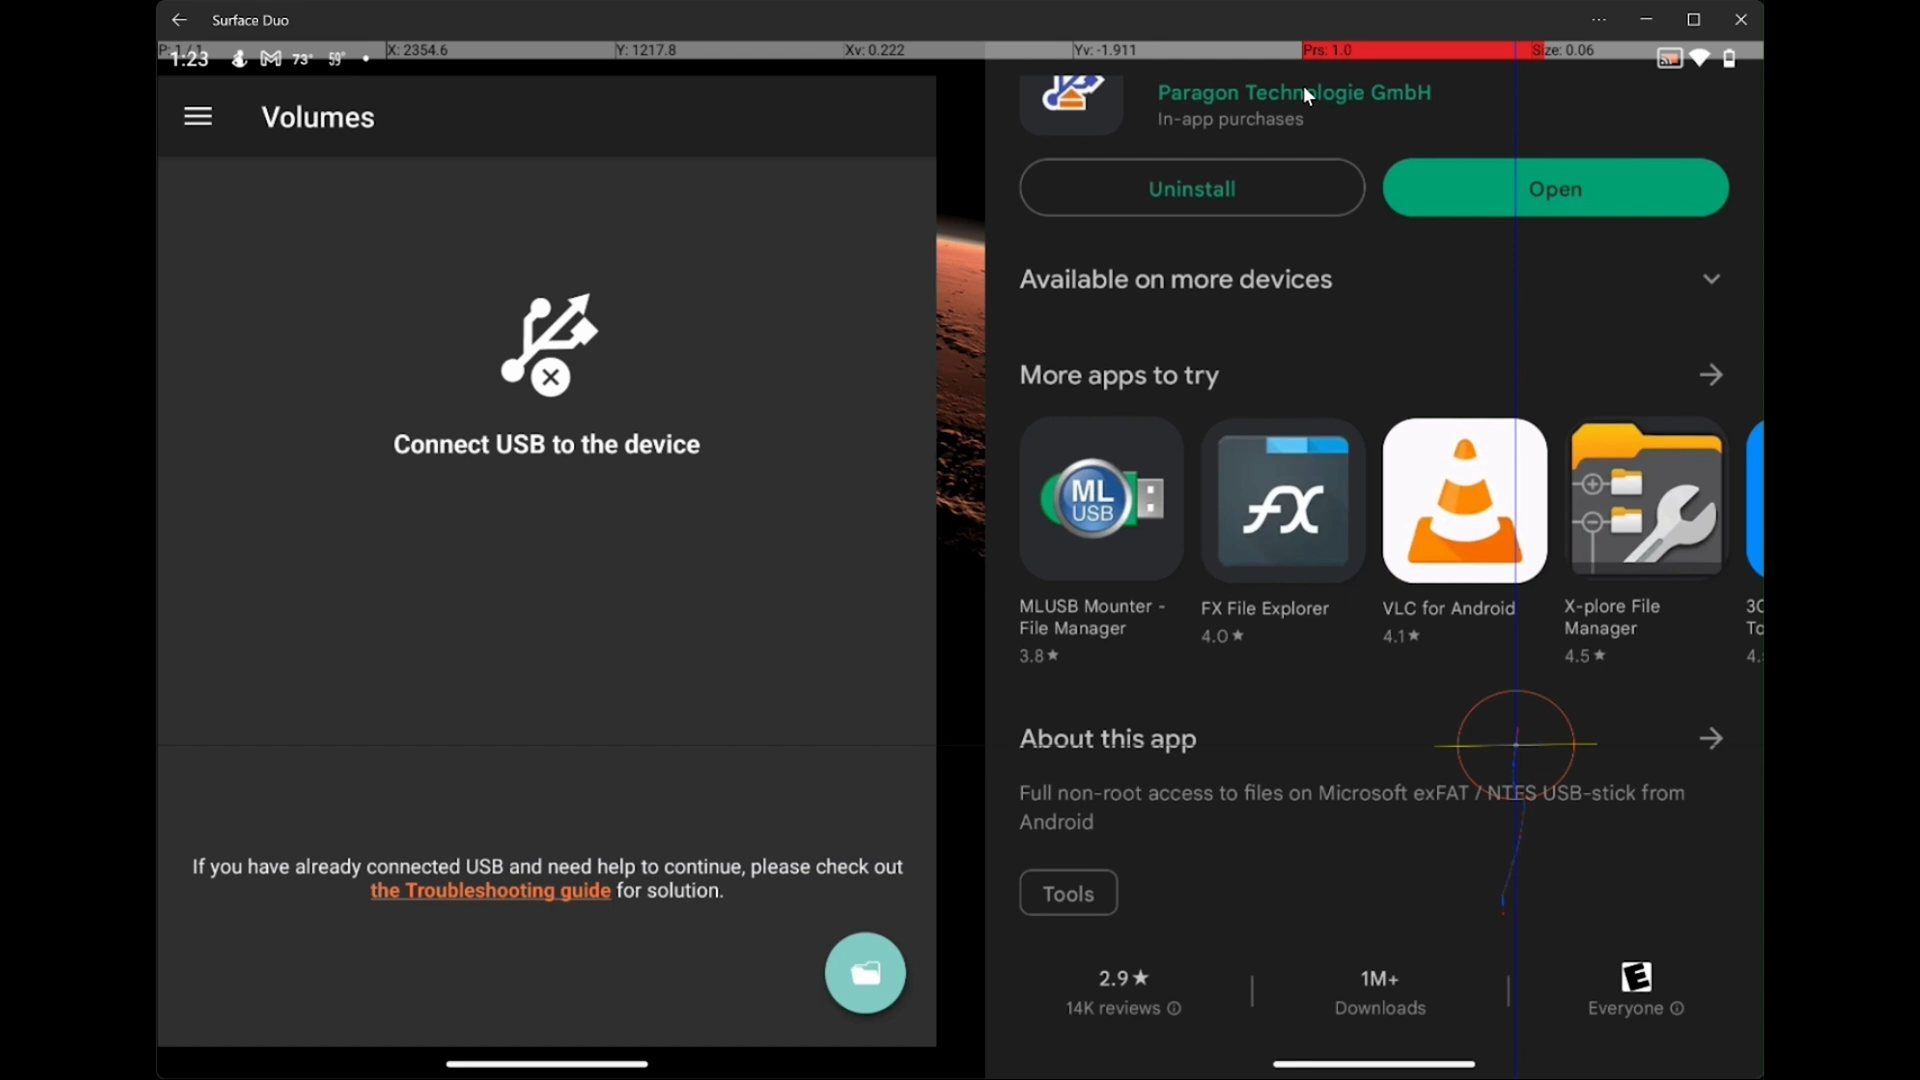 Surface Duo
P: 1 / 1
X: 2354.6
Y: 1217.8
Xv: 0.222
Yv: -1.911
Prs: 1.0
Size: 0.06
1:23
73°
59°
Volumes
Connect USB to the device
If you have already connected USB and need help to continue, please check out
the Troubleshooting guide for solution.
Paragon Technologie GmbH
In-app purchases
Uninstall
Open
Available on more devices
More apps to try
ML
USB
fX
MLUSB Mounter -
File Manager
3.8★
FX File Explorer
4.0★
VLC for Android
4.1★
X-plore File
Manager
4.5★
About this app
Full non-root access to files on Microsoft exFAT / NTFS USB-stick from
Android
Tools
2.9★
14K reviews
1M+
Downloads
E
Everyone